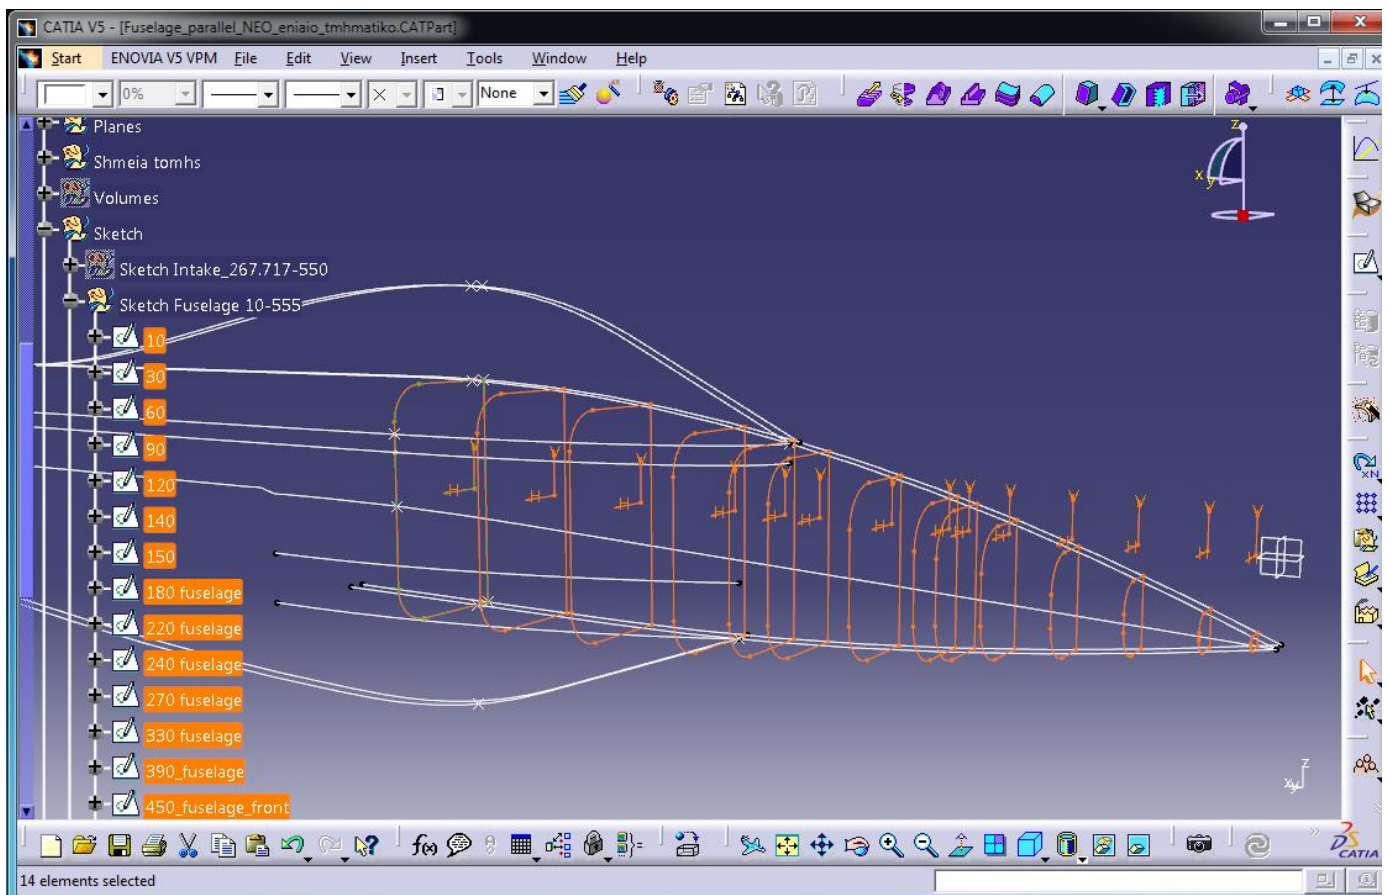 CATIA V5 - [Fuselage_parallel_NEO_eniaio_tmhmatiko.CATPart]
Start ENOVIA V5 VPM File Edit View Insert Tools Window Help
0% None
Planes
Shmeia tomhs
Volumes
Sketch
Sketch Intake_267.717-550
Sketch Fuselage 10-555
10
30
60
90
120
140
150
180 fuselage
220 fuselage
240 fuselage
270 fuselage
330 fuselage
390_fuselage
450_fuselage_front
z
x y
H V
z
xN
f(x)
CATIA
14 elements selected